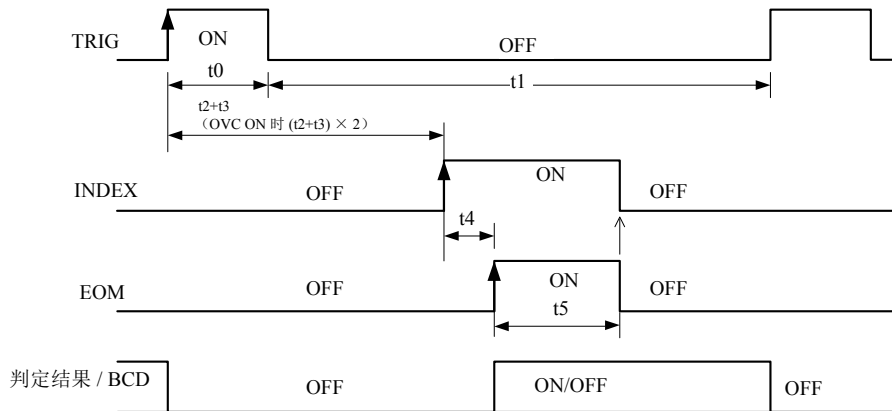 TRIG
ON
OFF
t0
t1
t2+t3
（OVC ON 时 (t2+t3) × 2）
INDEX
OFF
ON
OFF
t4
EOM
OFF
ON
OFF
t5
判定结果 / BCD
OFF
ON/OFF
OFF